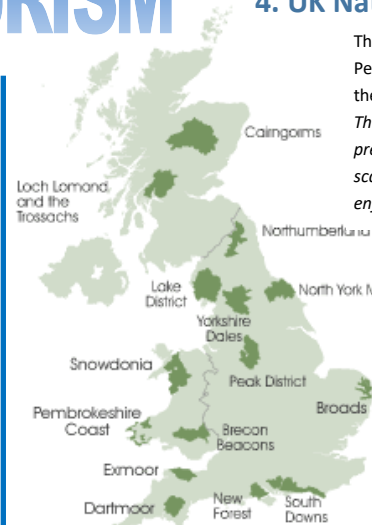 4. UK Na
Th
Pe
the
Th
pre
sca
enj
Cairngorms
Loch Lomond,
and the
Trossachs
Northumberland
Lake
District
North York M
Yorkshire
Dales
Snowdonia
Peak District
Broads
Pembrokeshire
Coast
Brecon
Beacons
Exmoor
Dartmoor
New
Forest
South
Downs